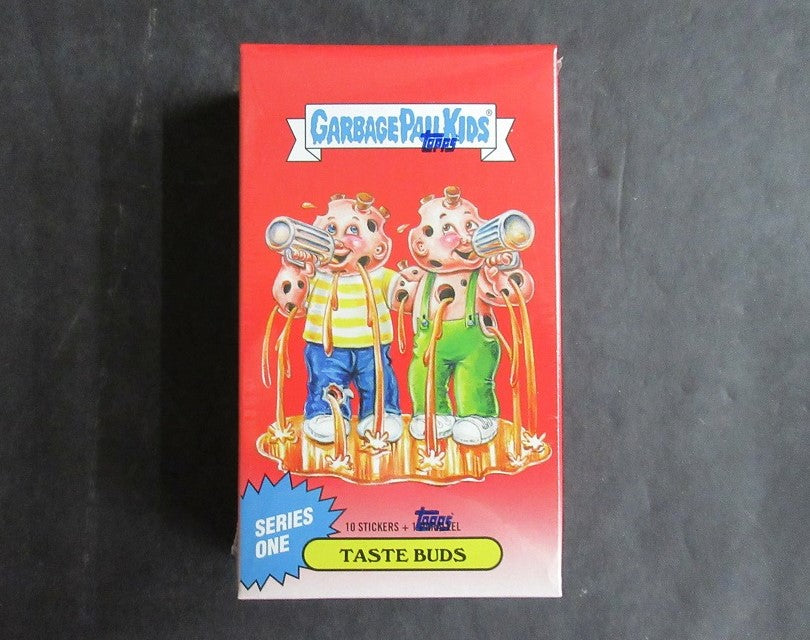 GARBAGE PAIL KIDS®
TOPPS
SERIES
ONE
10 STICKERS +
TOPPS
TASTE BUDS